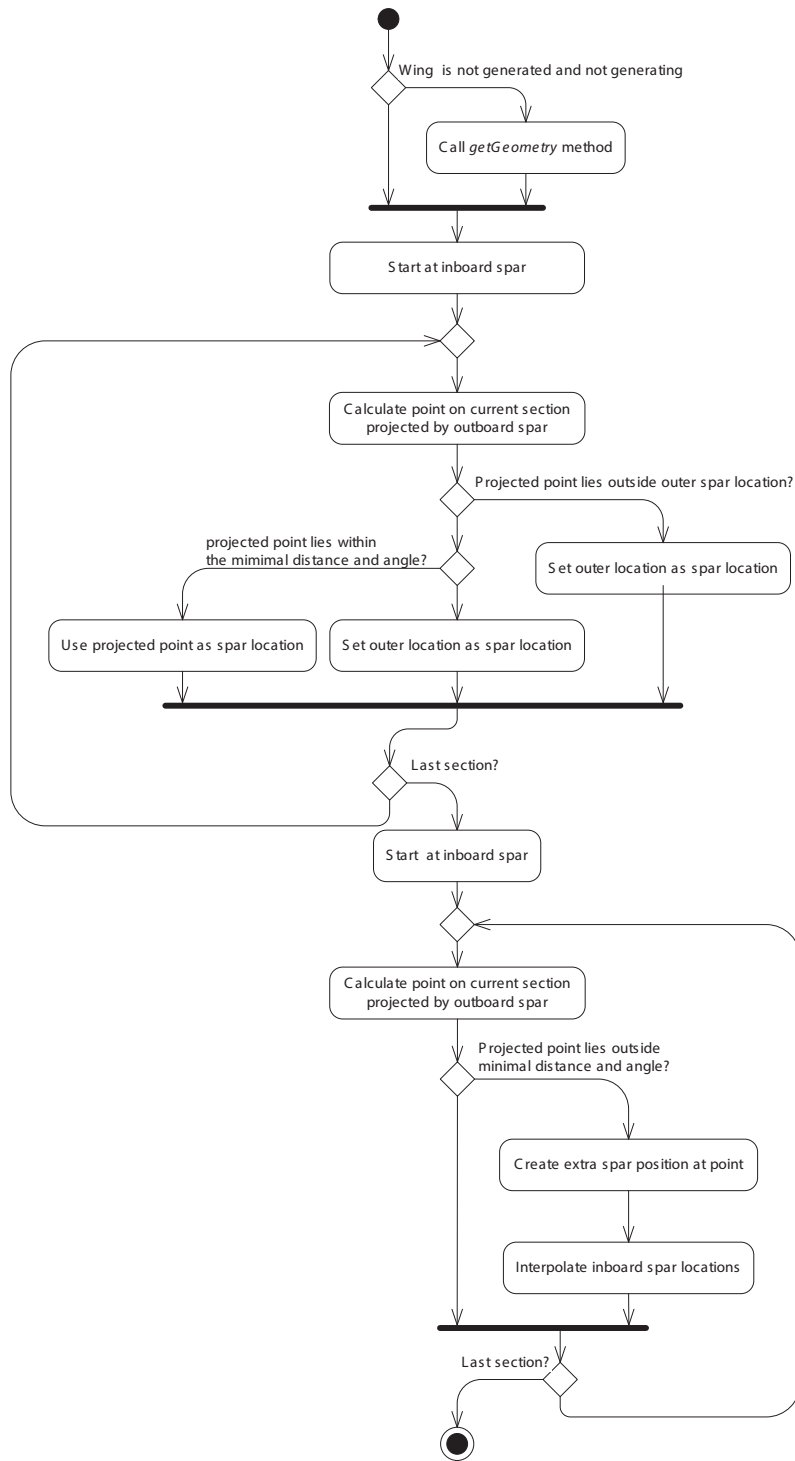 Wing is not generated and not generating
Call getGeometry method
Start at inboard spar
Calculate point on current section
projected by outboard spar
Projected point lies outside outer spar location?
projected point lies within
the mimimal distance and angle?
Set outer location as spar location
Use projected point as spar location
Set outer location as spar location
Last section?
Start at inboard spar
Calculate point on current section
projected by outboard spar
Projected point lies outside
minimal distance and angle?
Create extra spar position at point
Interpolate inboard spar locations
Last section?